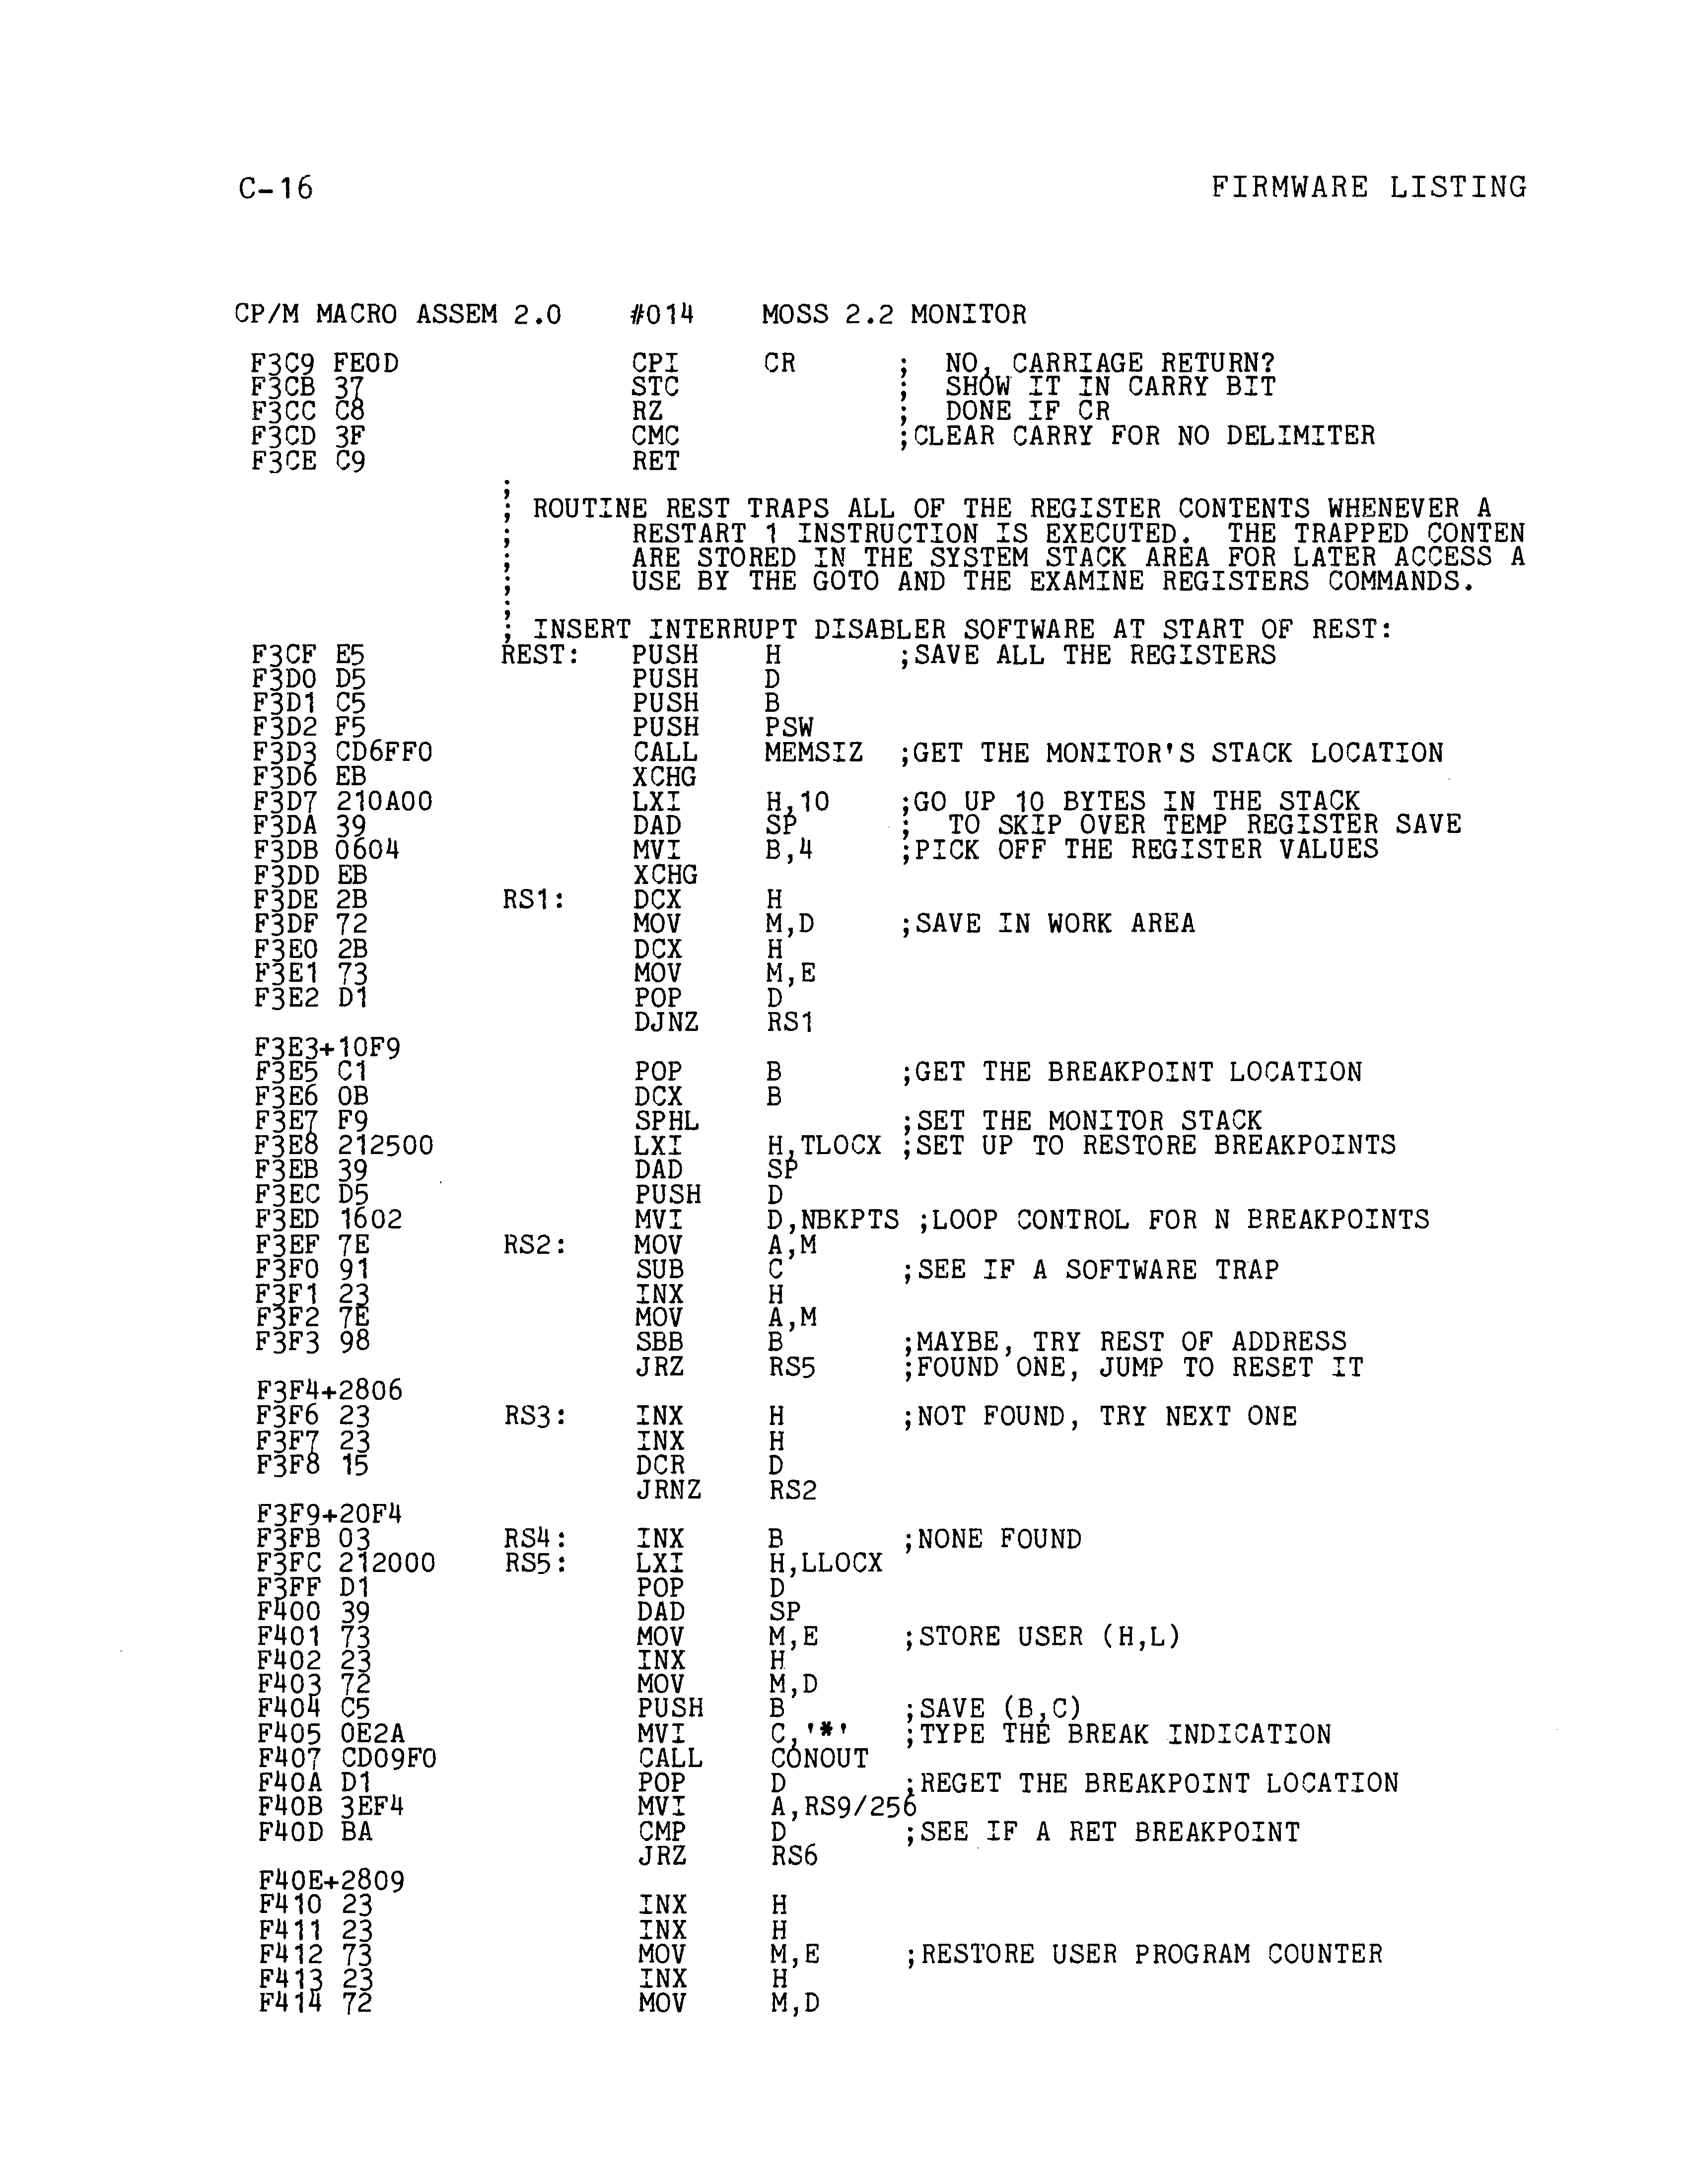 C-16 FIRMWARE LISTING
CP/M MACRO ASSEM 2.0 #014 MOSS 2.2 MONITOR
F3C9 FE0D CPI CR ; NO, CARRIAGE RETURN?
F3CB 37 STC ; SHOW IT IN CARRY BIT
F3CC C8 RZ ; DONE IF CR
F3CD 3F CMC ;CLEAR CARRY FOR NO DELIMITER
F3CE C9 RET
;
; ROUTINE REST TRAPS ALL OF THE REGISTER CONTENTS WHENEVER A
; RESTART 1 INSTRUCTION IS EXECUTED. THE TRAPPED CONTEN
; ARE STORED IN THE SYSTEM STACK AREA FOR LATER ACCESS A
; USE BY THE GOTO AND THE EXAMINE REGISTERS COMMANDS.
;
; INSERT INTERRUPT DISABLER SOFTWARE AT START OF REST:
F3CF E5 REST: PUSH H ;SAVE ALL THE REGISTERS
F3D0 D5 PUSH D
F3D1 C5 PUSH B
F3D2 F5 PUSH PSW
F3D3 CD6FF0 CALL MEMSIZ ;GET THE MONITOR'S STACK LOCATION
F3D6 EB XCHG
F3D7 210A00 LXI H,10 ;GO UP 10 BYTES IN THE STACK
F3DA 39 DAD SP ; TO SKIP OVER TEMP REGISTER SAVE
F3DB 0604 MVI B,4 ;PICK OFF THE REGISTER VALUES
F3DD EB XCHG
F3DE 2B RS1: DCX H
F3DF 72 MOV M,D ;SAVE IN WORK AREA
F3E0 2B DCX H
F3E1 73 MOV M,E
F3E2 D1 POP D
DJNZ RS1
F3E3+10F9
F3E5 C1 POP B ;GET THE BREAKPOINT LOCATION
F3E6 0B DCX B
F3E7 F9 SPHL ;SET THE MONITOR STACK
F3E8 212500 LXI H,TLOCX ;SET UP TO RESTORE BREAKPOINTS
F3EB 39 DAD SP
F3EC D5 PUSH D
F3ED 1602 MVI D,NBKPTS ;LOOP CONTROL FOR N BREAKPOINTS
F3EF 7E RS2: MOV A,M
F3F0 91 SUB C ;SEE IF A SOFTWARE TRAP
F3F1 23 INX H
F3F2 7E MOV A,M
F3F3 98 SBB B ;MAYBE, TRY REST OF ADDRESS
JRZ RS5 ;FOUND ONE, JUMP TO RESET IT
F3F4+2806
F3F6 23 RS3: INX H ;NOT FOUND, TRY NEXT ONE
F3F7 23 INX H
F3F8 15 DCR D
JRNZ RS2
F3F9+20F4
F3FB 03 RS4: INX B ;NONE FOUND
F3FC 212000 RS5: LXI H,LLOCX
F3FF D1 POP D
F400 39 DAD SP
F401 73 MOV M,E ;STORE USER (H,L)
F402 23 INX H
F403 72 MOV M,D
F404 C5 PUSH B ;SAVE (B,C)
F405 0E2A MVI C,'*' ;TYPE THE BREAK INDICATION
F407 CD09F0 CALL CONOUT
F40A D1 POP D ;REGET THE BREAKPOINT LOCATION
F40B 3EF4 MVI A,RS9/256
F40D BA CMP D ;SEE IF A RET BREAKPOINT
JRZ RS6
F40E+2809
F410 23 INX H
F411 23 INX H
F412 73 MOV M,E ;RESTORE USER PROGRAM COUNTER
F413 23 INX H
F414 72 MOV M,D